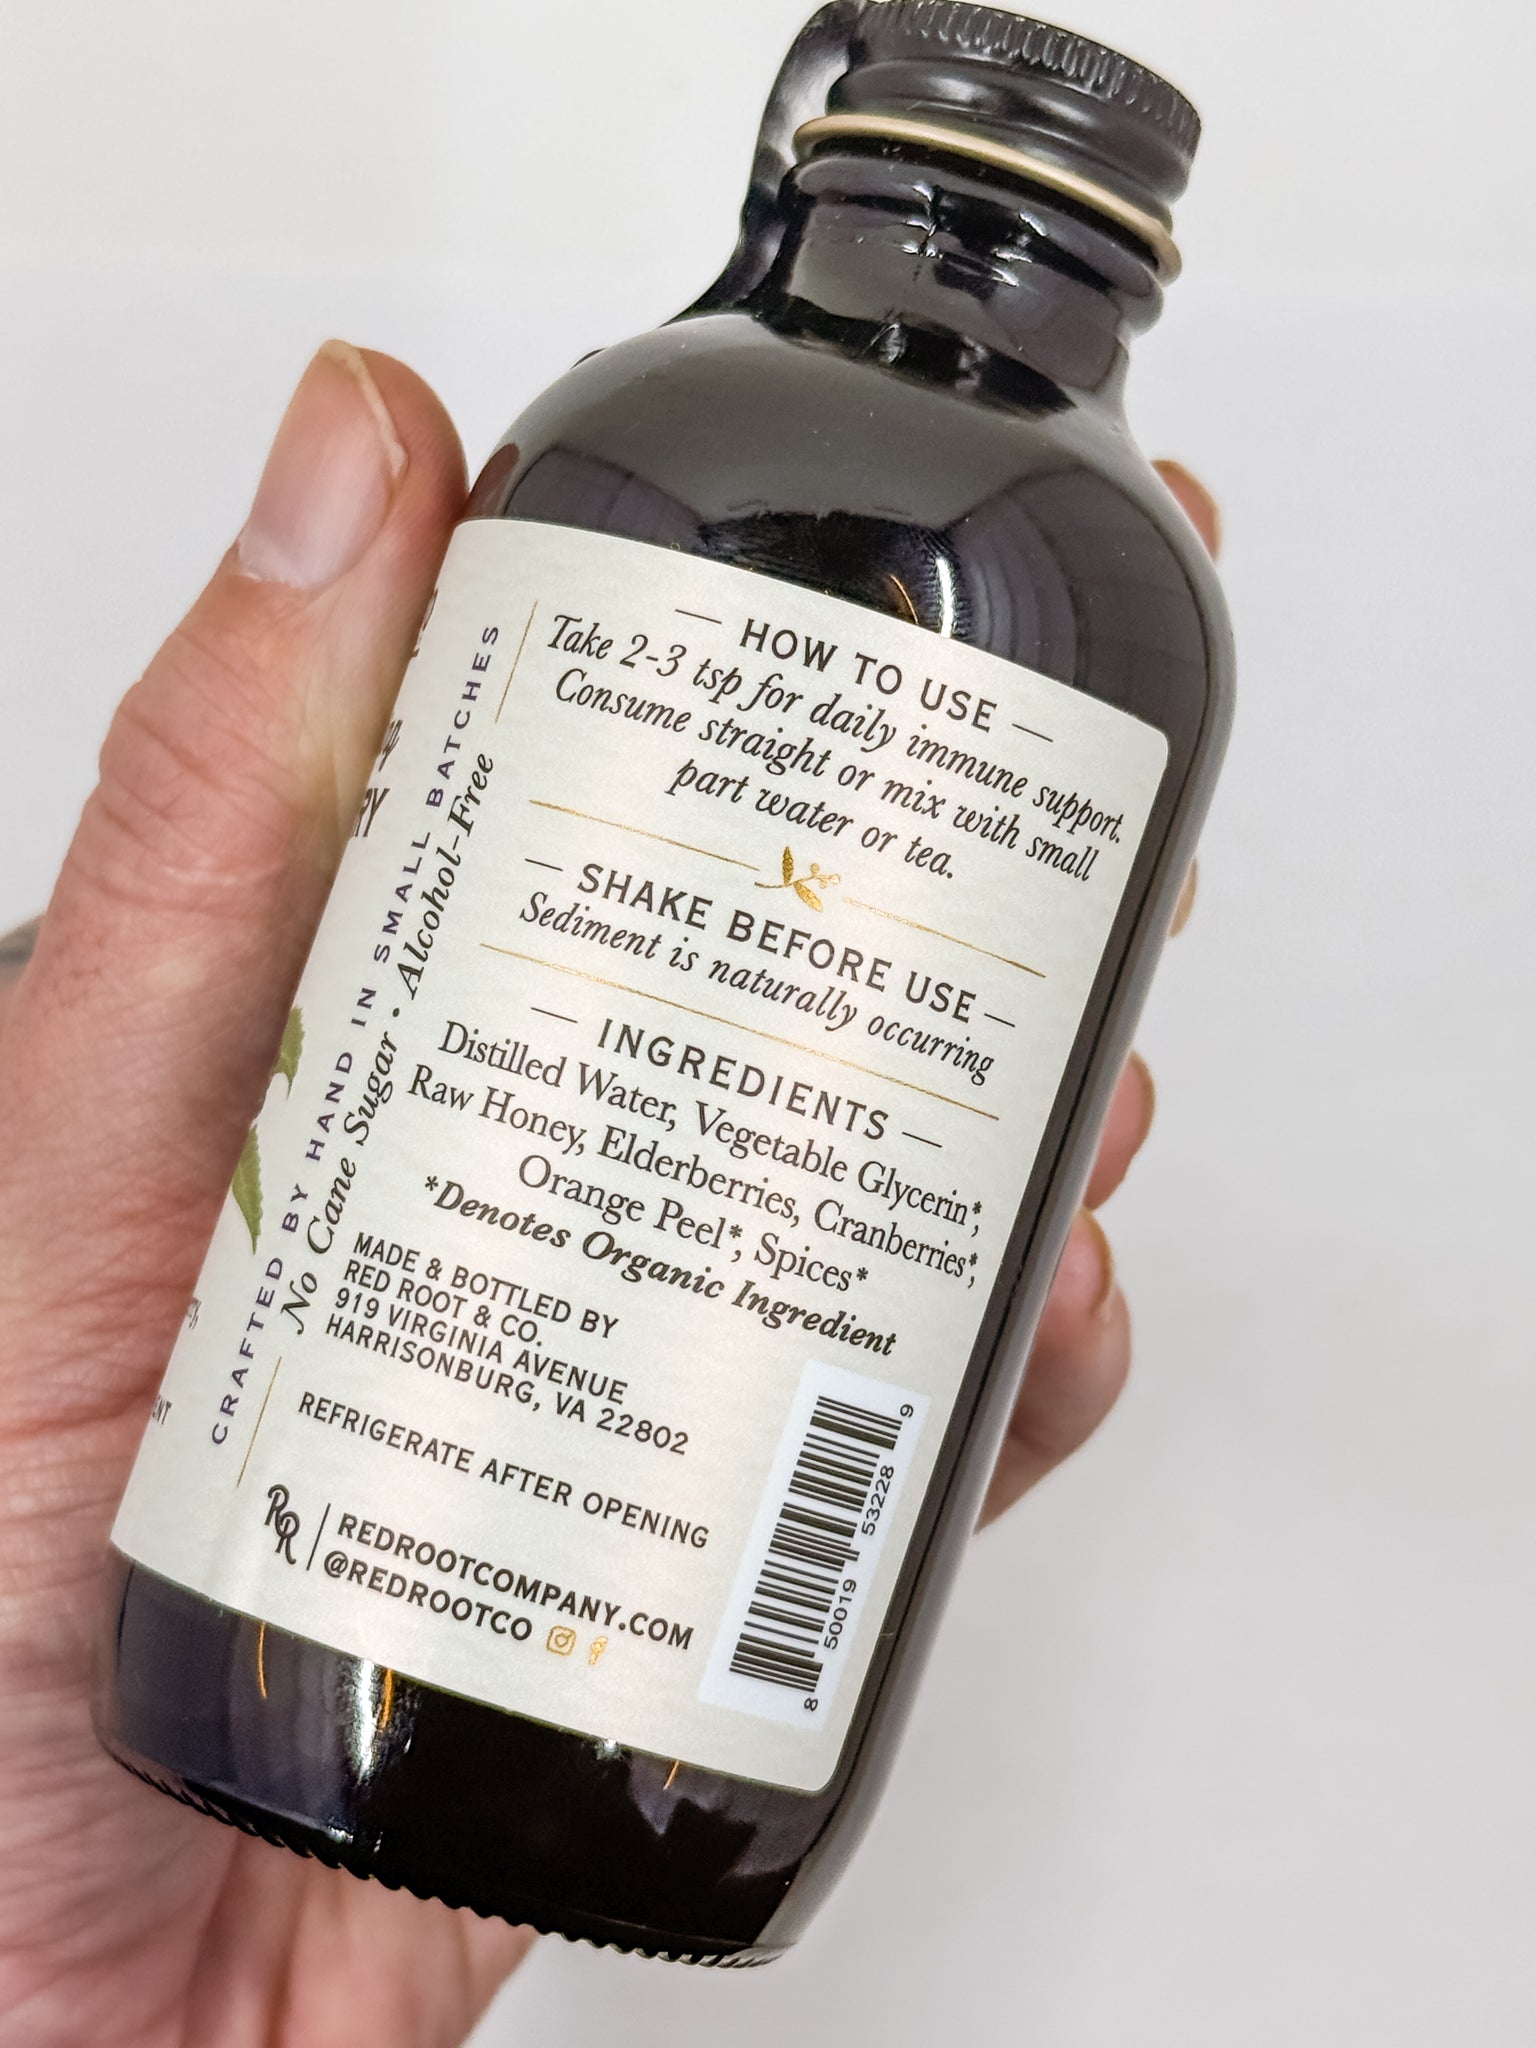 CRAFTED BY HAND IN SMALL BATCHES
No Cane Sugar • Alcohol-Free
— HOW TO USE —
Take 2-3 tsp for daily immune support.
Consume straight or mix with small
part water or tea.
— SHAKE BEFORE USE —
Sediment is naturally occurring
— INGREDIENTS —
Distilled Water, Vegetable Glycerin*,
Raw Honey, Elderberries, Cranberries*,
Orange Peel*, Spices*
*Denotes Organic Ingredient
MADE & BOTTLED BY
RED ROOT & CO.
919 VIRGINIA AVENUE
HARRISONBURG, VA 22802
REFRIGERATE AFTER OPENING
RR
REDROOTCOMPANY.COM
@REDROOTCO
8 50019 53228 9